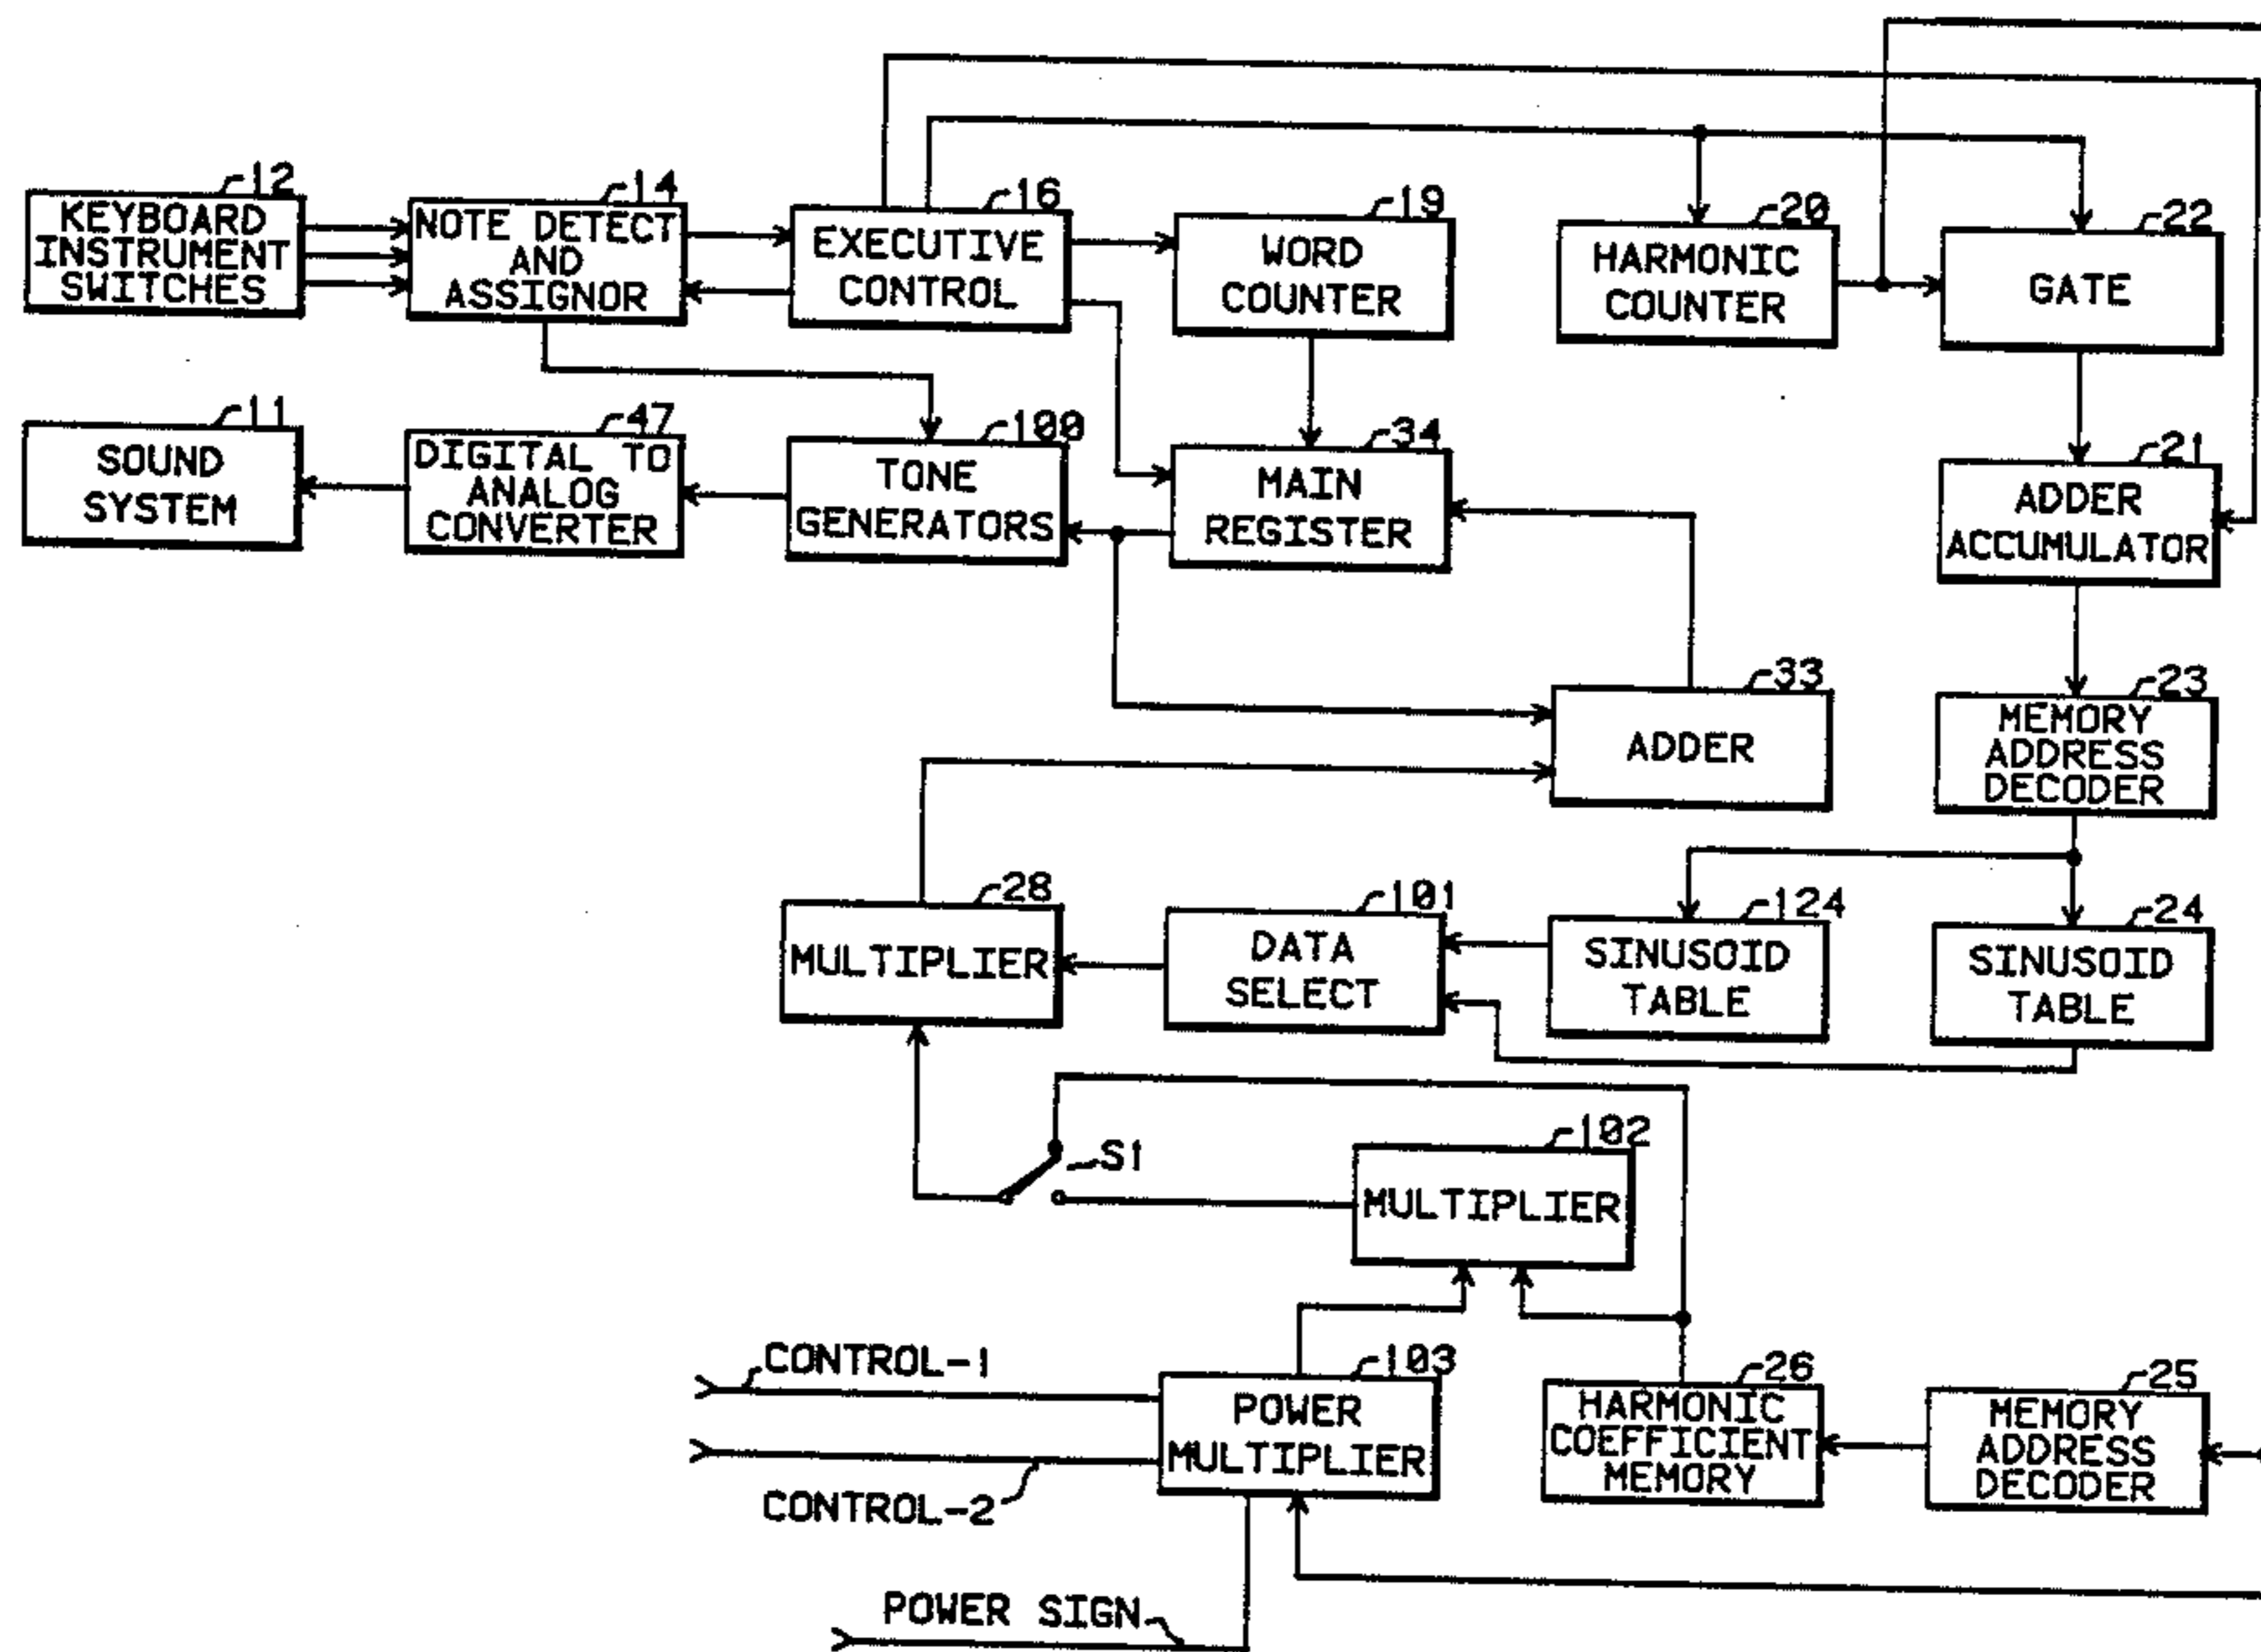 12
KEYBOARD
INSTRUMENT
SWITCHES
14
NOTE DETECT
AND
ASSIGNOR
16
EXECUTIVE
CONTROL
19
WORD
COUNTER
20
HARMONIC
COUNTER
22
GATE
11
SOUND
SYSTEM
47
DIGITAL TO
ANALOG
CONVERTER
100
TONE
GENERATORS
34
MAIN
REGISTER
21
ADDER
ACCUMULATOR
33
ADDER
23
MEMORY
ADDRESS
DECODER
28
MULTIPLIER
101
DATA
SELECT
124
SINUSOID
TABLE
24
SINUSOID
TABLE
S1
102
MULTIPLIER
CONTROL-1
CONTROL-2
103
POWER
MULTIPLIER
26
HARMONIC
COEFFICIENT
MEMORY
25
MEMORY
ADDRESS
DECODER
POWER SIGN